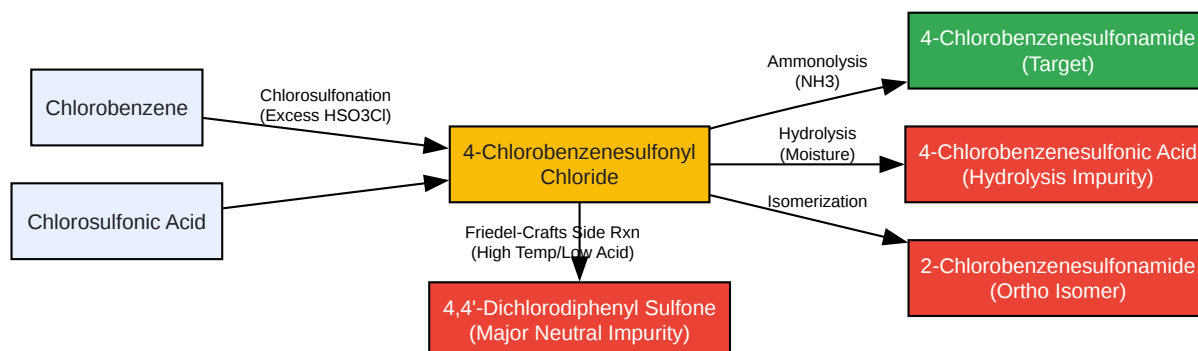 Chlorobenzene
Chlorosulfonic Acid
Chlorosulfonation
(Excess HSO3Cl)
4-Chlorobenzenesulfonyl
Chloride
Ammonolysis
(NH3)
4-Chlorobenzenesulfonamide
(Target)
Hydrolysis
(Moisture)
4-Chlorobenzenesulfonic Acid
(Hydrolysis Impurity)
Isomerization
2-Chlorobenzenesulfonamide
(Ortho Isomer)
Friedel-Crafts Side Rxn
(High Temp/Low Acid)
4,4'-Dichlorodiphenyl Sulfone
(Major Neutral Impurity)